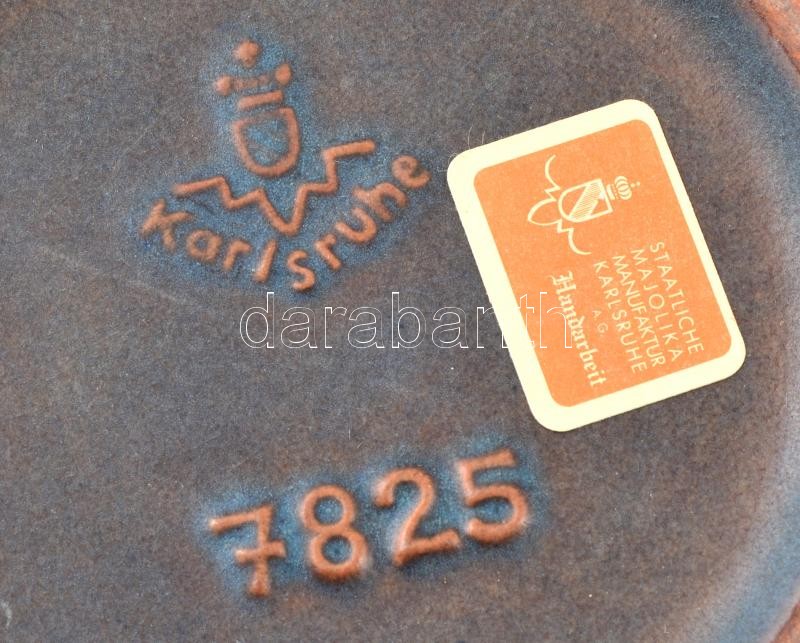 Karlsruhe
STAATLICHE
MAJOLIKA
MANUFAKTUR
KARLSRUHE
A.G.
Handarbeit
darabanth
7825